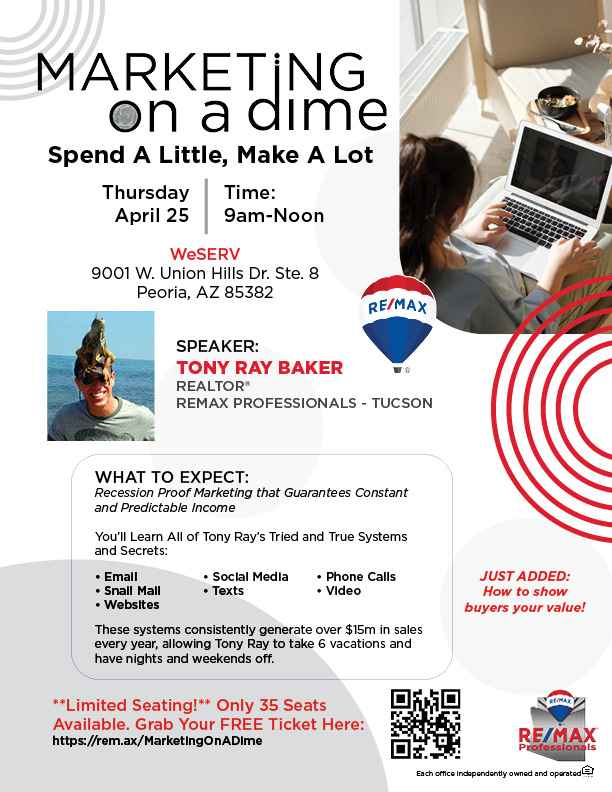 MARKETiNG
on a dime
Spend A Little, Make A Lot
Thursday
April 25
Time:
9am-Noon
WeSERV
9001 W. Union Hills Dr. Ste. 8
Peoria, AZ 85382
RE/MAX
®
SPEAKER:
TONY RAY BAKER
REALTOR®
REMAX PROFESSIONALS - TUCSON
WHAT TO EXPECT:
Recession Proof Marketing that Guarantees Constant
and Predictable Income
You'll Learn All of Tony Ray's Tried and True Systems
and Secrets:
• Email
• Snail Mail
• Websites
• Social Media
• Texts
• Phone Calls
• Video
These systems consistently generate over $15m in sales
every year, allowing Tony Ray to take 6 vacations and
have nights and weekends off.
JUST ADDED:
How to show
buyers your value!
**Limited Seating!** Only 35 Seats
Available. Grab Your FREE Ticket Here:
https://rem.ax/MarketingOnADime
RE/MAX
RE/MAX
Professionals
Each office independently owned and operated